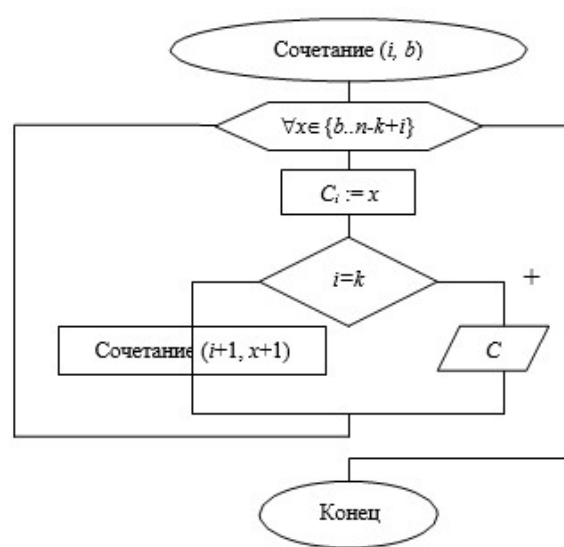 Сочетание (i, b)
∀x∈{b..n-k+i}
Cᵢ := x
i=k
+
Сочетание (i+1, x+1)
C
Конец